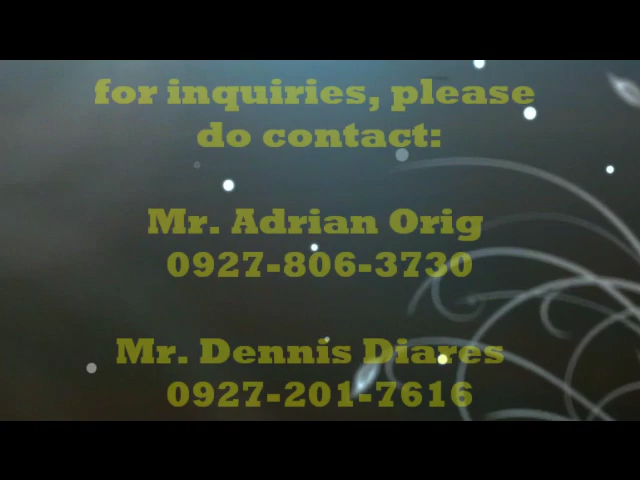 for inquiries, please
do contact:
Mr. Adrian Orig
0927-806-3730
Mr. Dennis Diares
0927-201-7616